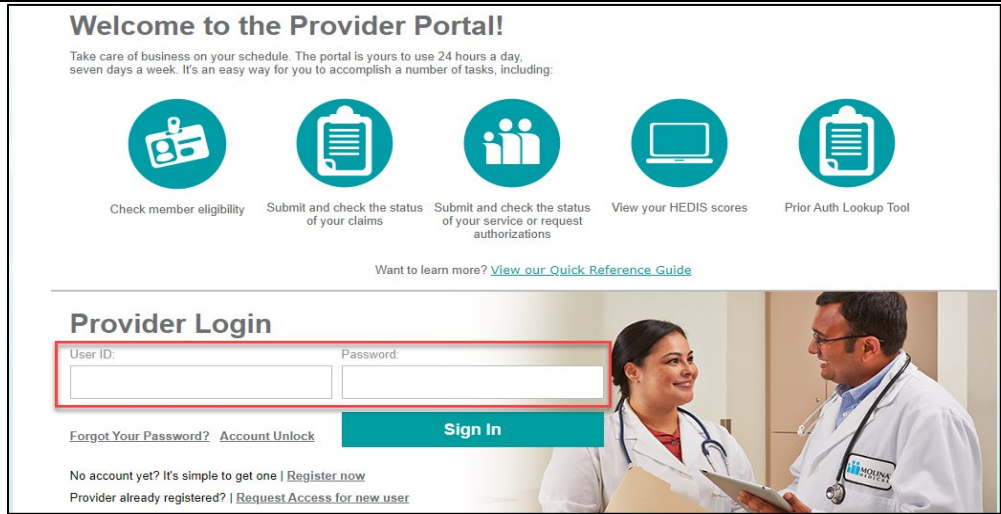 Welcome to the Provider Portal!
Take care of business on your schedule. The portal is yours to use 24 hours a day,
seven days a week. It's an easy way for you to accomplish a number of tasks, including:
Check member eligibility
Submit and check the status
of your claims
Submit and check the status
of your service or request
authorizations
View your HEDIS scores
Prior Auth Lookup Tool
Want to learn more? View our Quick Reference Guide
Provider Login
User ID:
Password:
Forgot Your Password? Account Unlock
Sign In
No account yet? It's simple to get one | Register now
Provider already registered? | Request Access for new user
MOLINA
MEDICAL